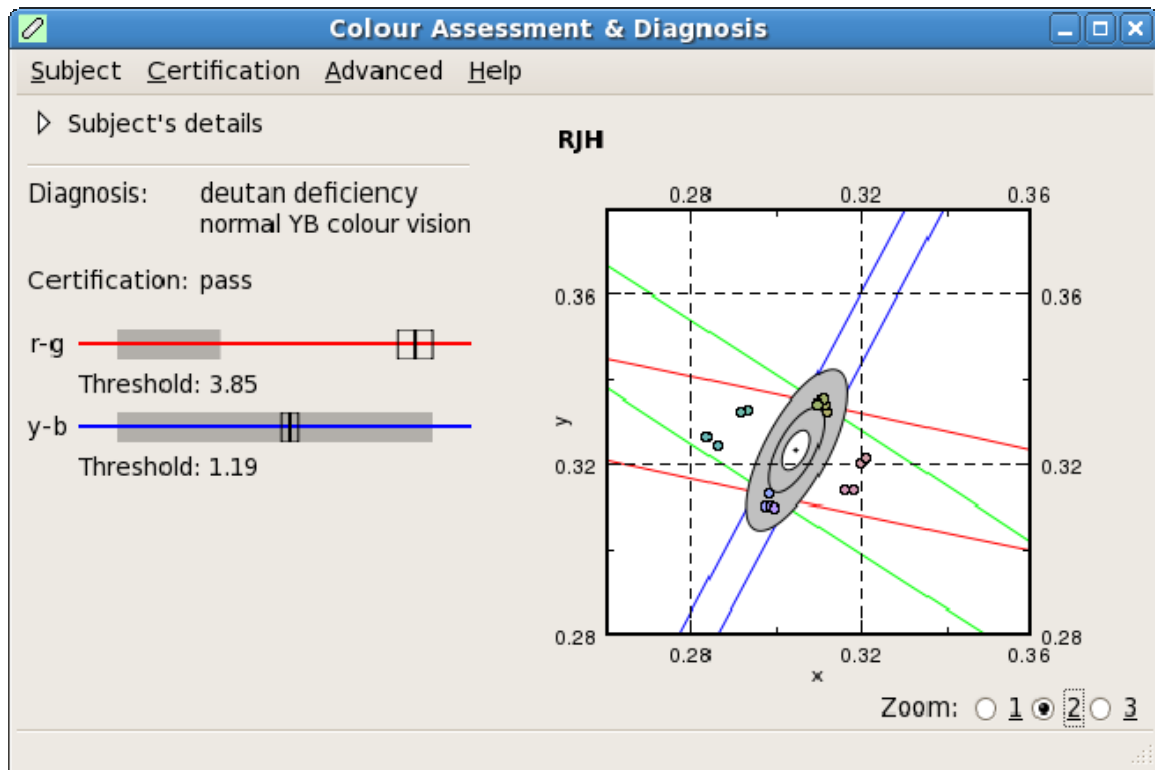 Colour Assessment & Diagnosis
Subject Certification Advanced Help
Subject's details
Diagnosis: deutan deficiency
normal YB colour vision
Certification: pass
r-g
Threshold: 3.85
y-b
Threshold: 1.19
RJH
0.28 0.32 0.36
0.36 0.36
y
0.32 0.32
0.28 0.28
0.28 0.32 0.36
x
Zoom: 1 2 3